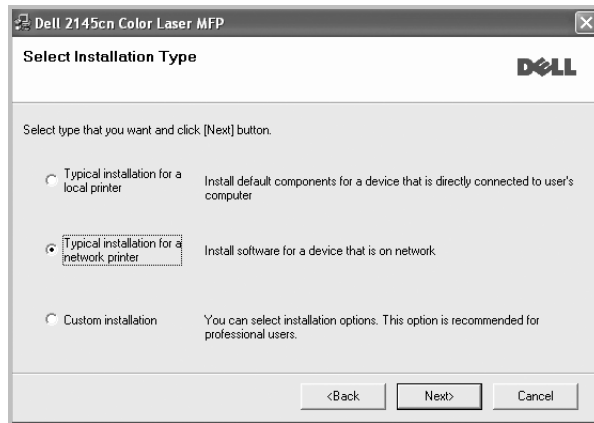 Dell 2145cn Color Laser MFP
Select Installation Type
DELL
Select type that you want and click [Next] button.
Typical installation for a
local printer
Install default components for a device that is directly connected to user's
computer
Typical installation for a
network printer
Install software for a device that is on network
Custom installation
You can select installation options. This option is recommended for
professional users.
<Back
Next>
Cancel